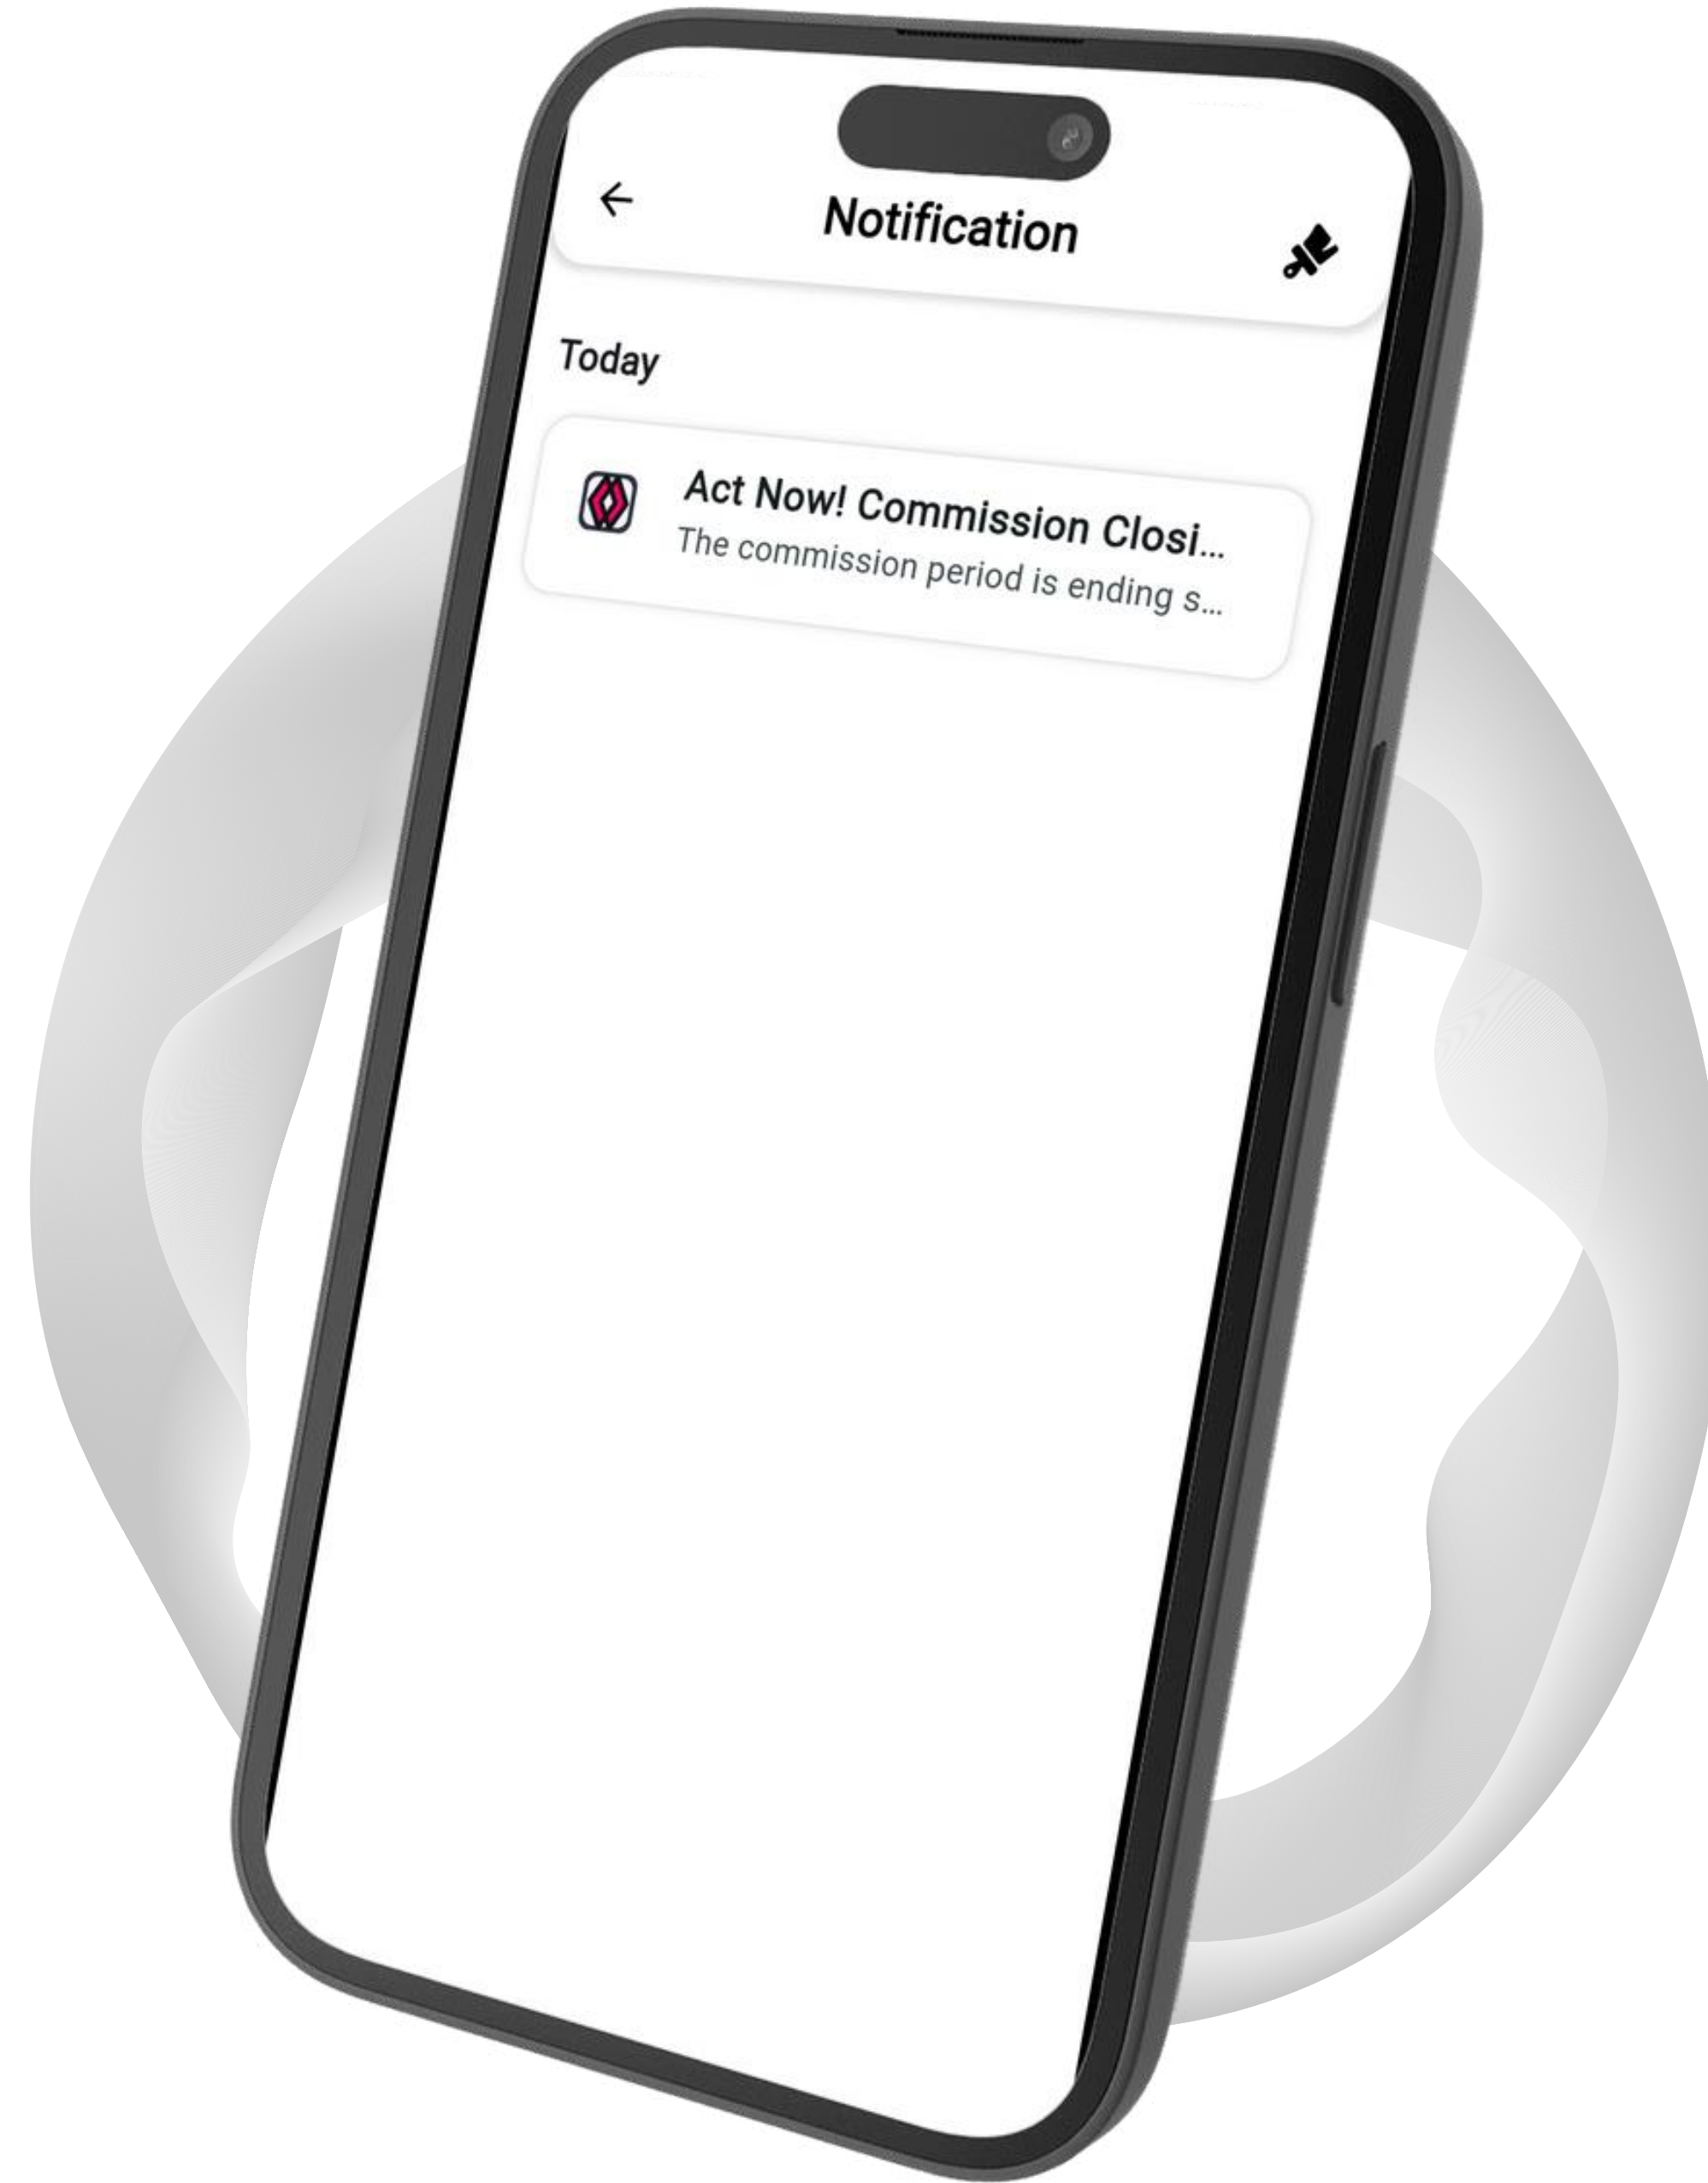 Notification
Today
Act Now! Commission Closi...
The commission period is ending s...